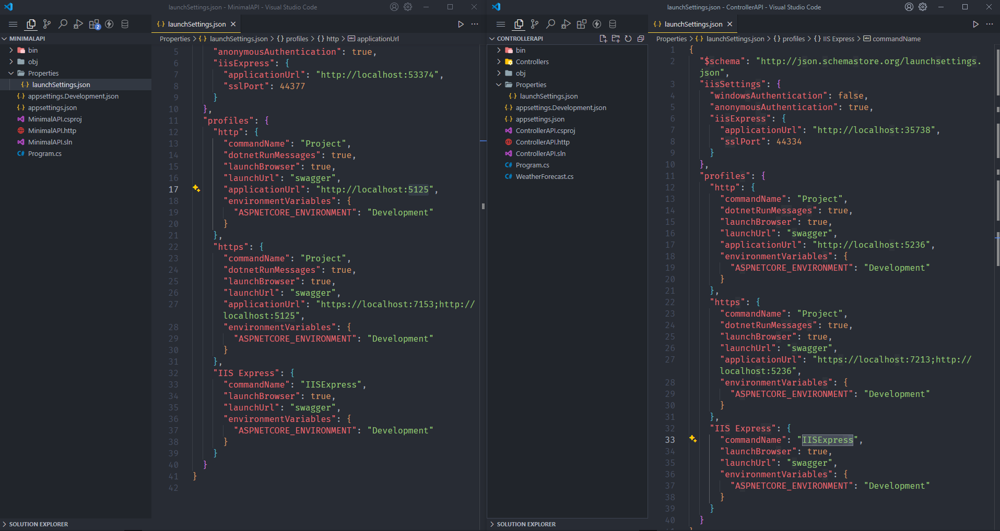 launchSettings.json - MinimalAPI - Visual Studio Code
2
launchSettings.json
MINIMALAPI
Properties > {} launchSettings.json > {} profiles > {} http > abc applicationUrl
bin
obj
Properties
{} launchSettings.json
{} appsettings.Development.json
{} appsettings.json
MinimalAPI.csproj
MinimalAPI.http
MinimalAPI.sln
C# Program.cs
5 "anonymousAuthentication": true,
6 "iisExpress": {
7 "applicationUrl": "http://localhost:53374",
8 "sslPort": 44377
9 }
10 },
11 "profiles": {
12 "http": {
13 "commandName": "Project",
14 "dotnetRunMessages": true,
15 "launchBrowser": true,
16 "launchUrl": "swagger",
17 "applicationUrl": "http://localhost:5125",
18 "environmentVariables": {
19 "ASPNETCORE_ENVIRONMENT": "Development"
20 }
21 },
22 "https": {
23 "commandName": "Project",
24 "dotnetRunMessages": true,
25 "launchBrowser": true,
26 "launchUrl": "swagger",
27 "applicationUrl": "https://localhost:7153;http://
localhost:5125",
28 "environmentVariables": {
29 "ASPNETCORE_ENVIRONMENT": "Development"
30 }
31 },
32 "IIS Express": {
33 "commandName": "IISExpress",
34 "launchBrowser": true,
35 "launchUrl": "swagger",
36 "environmentVariables": {
37 "ASPNETCORE_ENVIRONMENT": "Development"
38 }
39 }
40 }
41 }
42
SOLUTION EXPLORER
launchSettings.json - ControllerAPI - Visual Studio Code
{} launchSettings.json
CONTROLLERAPI
Properties > {} launchSettings.json > {} profiles > {} IIS Express > abc commandName
bin
Controllers
obj
Properties
{} launchSettings.json
{} appsettings.Development.json
{} appsettings.json
ControllerAPI.csproj
ControllerAPI.http
ControllerAPI.sln
C# Program.cs
C# WeatherForecast.cs
1 {
2 "$schema": "http://json.schemastore.org/launchsettings.
json",
3 "iisSettings": {
4 "windowsAuthentication": false,
5 "anonymousAuthentication": true,
6 "iisExpress": {
7 "applicationUrl": "http://localhost:35738",
8 "sslPort": 44334
9 }
10 },
11 "profiles": {
12 "http": {
13 "commandName": "Project",
14 "dotnetRunMessages": true,
15 "launchBrowser": true,
16 "launchUrl": "swagger",
17 "applicationUrl": "http://localhost:5236",
18 "environmentVariables": {
19 "ASPNETCORE_ENVIRONMENT": "Development"
20 }
21 },
22 "https": {
23 "commandName": "Project",
24 "dotnetRunMessages": true,
25 "launchBrowser": true,
26 "launchUrl": "swagger",
27 "applicationUrl": "https://localhost:7213;http://
localhost:5236",
28 "environmentVariables": {
29 "ASPNETCORE_ENVIRONMENT": "Development"
30 }
31 },
32 "IIS Express": {
33 "commandName": "IISExpress",
34 "launchBrowser": true,
35 "launchUrl": "swagger",
36 "environmentVariables": {
37 "ASPNETCORE_ENVIRONMENT": "Development"
38 }
39 }
40 }
SOLUTION EXPLORER